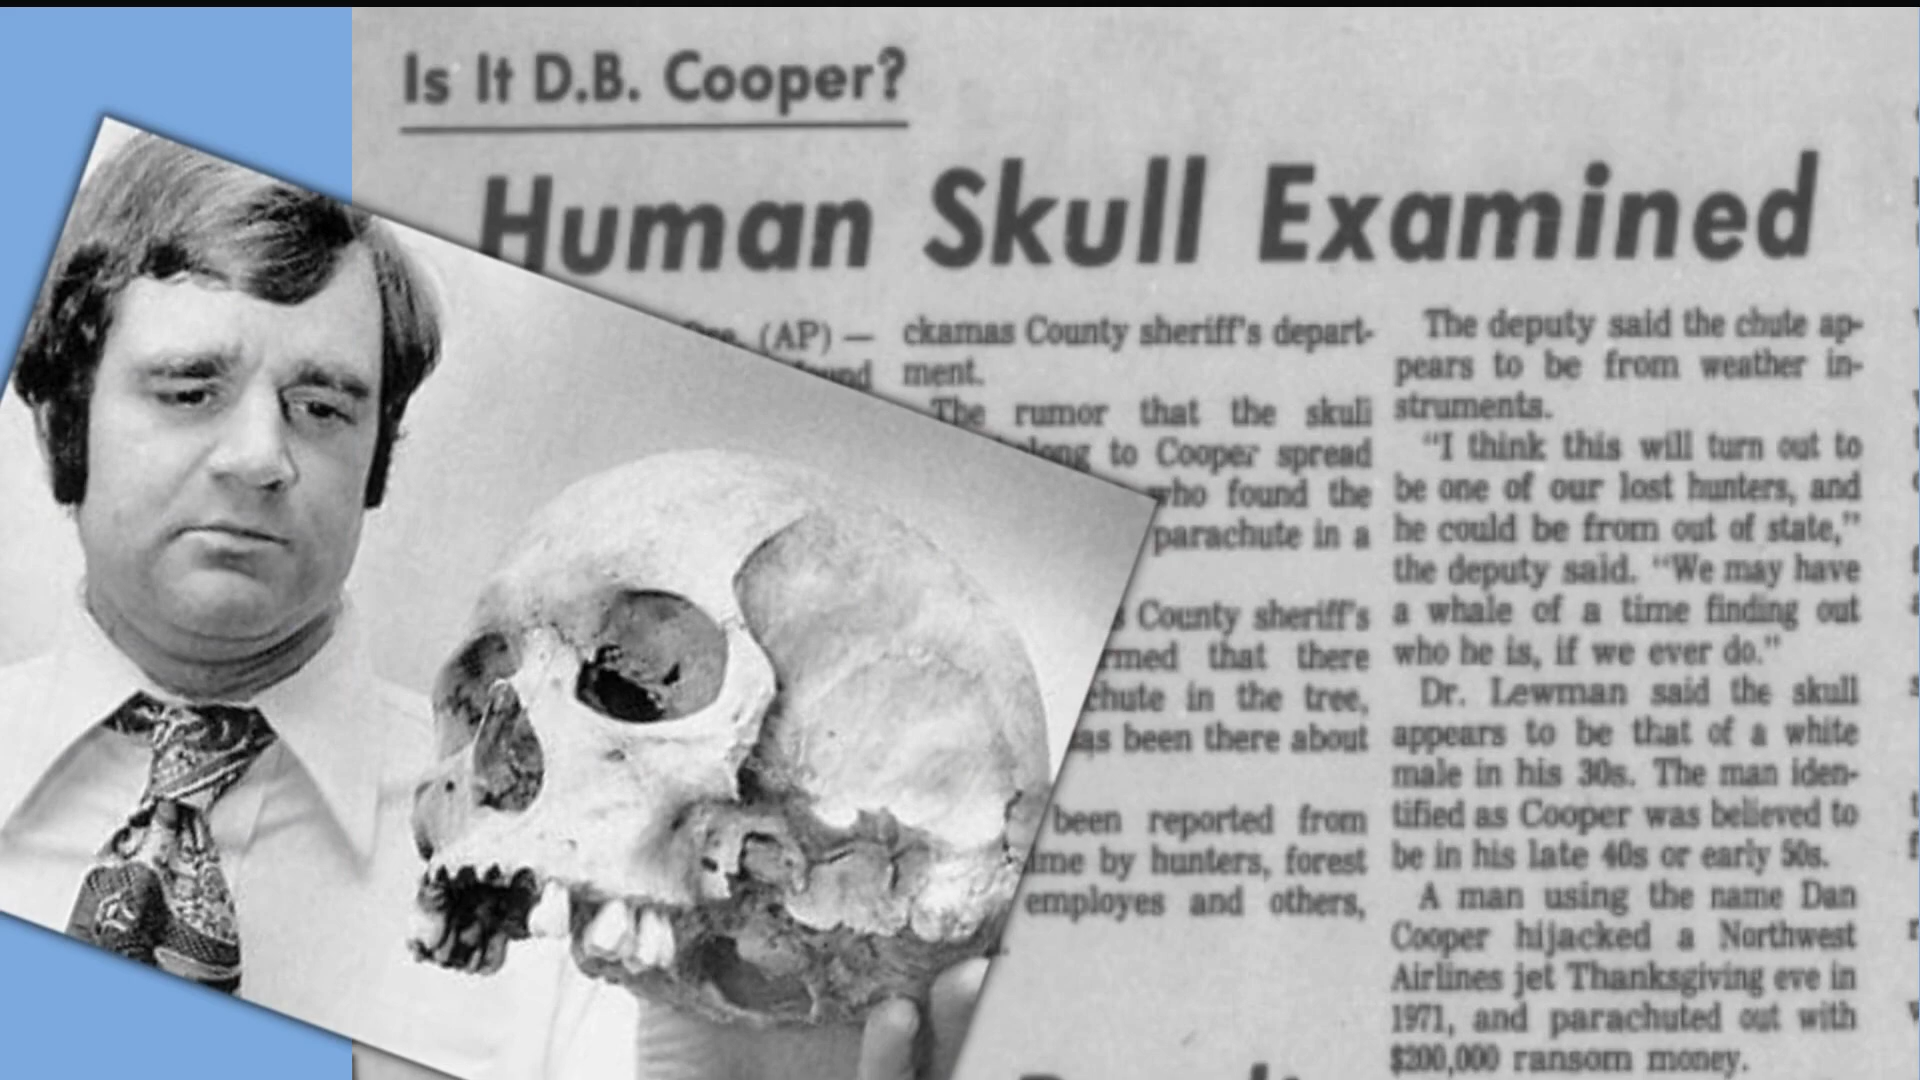 Is It D.B. Cooper?
Human Skull Examined
(AP) —
ckamas County sheriff's depart-
ment.
The rumor that the skull
to Cooper spread
who found the
parachute in a
County sheriff's
that there
chute in the tree,
been there about
been reported from
by hunters, forest
employes and others,
The deputy said the chute ap-
pears to be from weather in-
struments.
"I think this will turn out to
be one of our lost hunters, and
he could be from out of state,"
the deputy said. "We may have
a whale of a time finding out
who he is, if we ever do."
Dr. Lewman said the skull
appears to be that of a white
male in his 30s. The man iden-
tified as Cooper was believed to
be in his late 40s or early 50s.
A man using the name Dan
Cooper hijacked a Northwest
Airlines jet Thanksgiving eve in
1971, and parachuted out with
$200,000 ransom money.